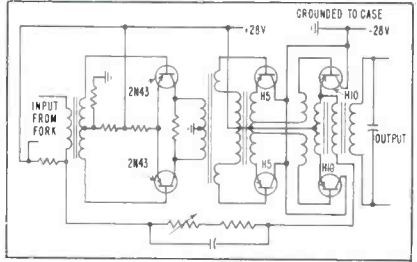 GROUNDED TO CASE
+28V
-28V
2N43
H5
H10
INPUT
FROM
FORK
OUTPUT
2N43
H5
H10